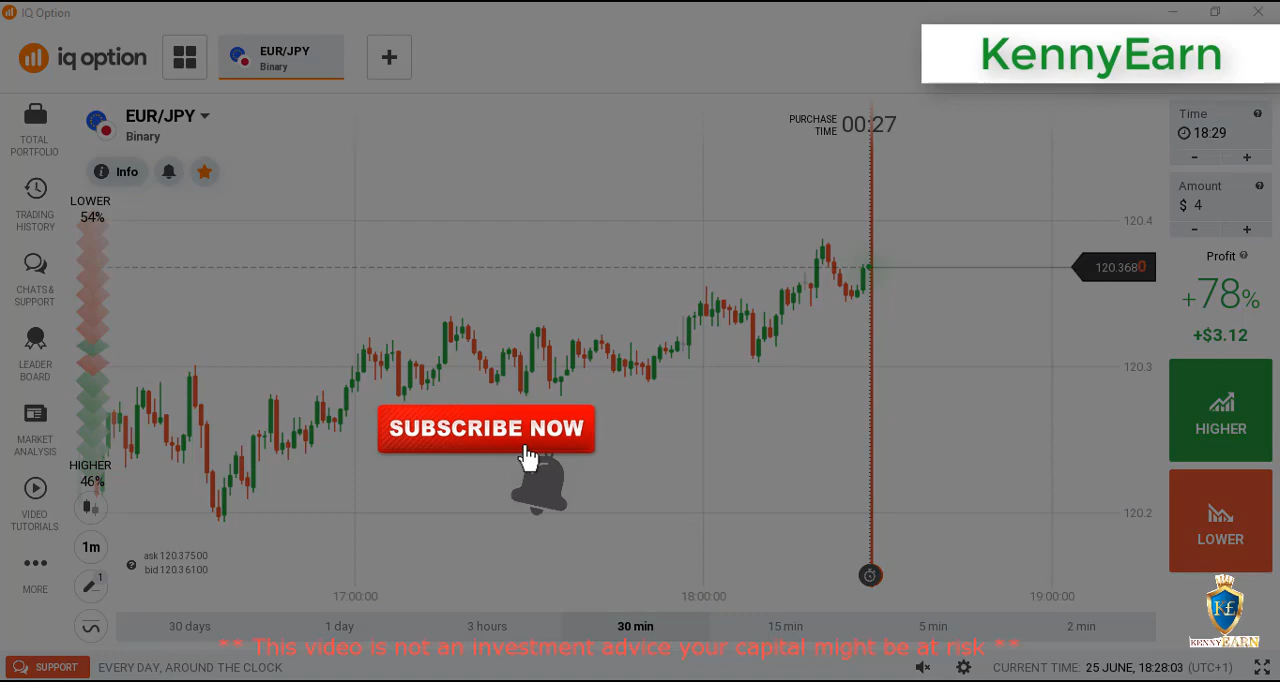 IQ Option
iq option
EUR/JPY
Binary
KennyEarn
EUR/JPY
Binary
PURCHASE
TIME
00:27
Info
LOWER
54%
TOTAL
PORTFOLIO
TRADING
HISTORY
CHATS &
SUPPORT
LEADER
BOARD
MARKET
ANALYSIS
VIDEO
TUTORIALS
MORE
HIGHER
46%
1m
1
ask 120.37500
bid 120.36100
SUBSCRIBE NOW
120.4
120.3680
120.3
120.2
Time
18:29
- +
Amount
$ 4
- +
Profit
+78%
+$3.12
HIGHER
LOWER
K£
KENNYEARN
17:00:00 18:00:00 19:00:00
30 days 1 day 3 hours 30 min 15 min 5 min 2 min
** This video is not an investment advice your capital might be at risk **
SUPPORT EVERY DAY, AROUND THE CLOCK
CURRENT TIME: 25 JUNE, 18:28:03 (UTC+1)